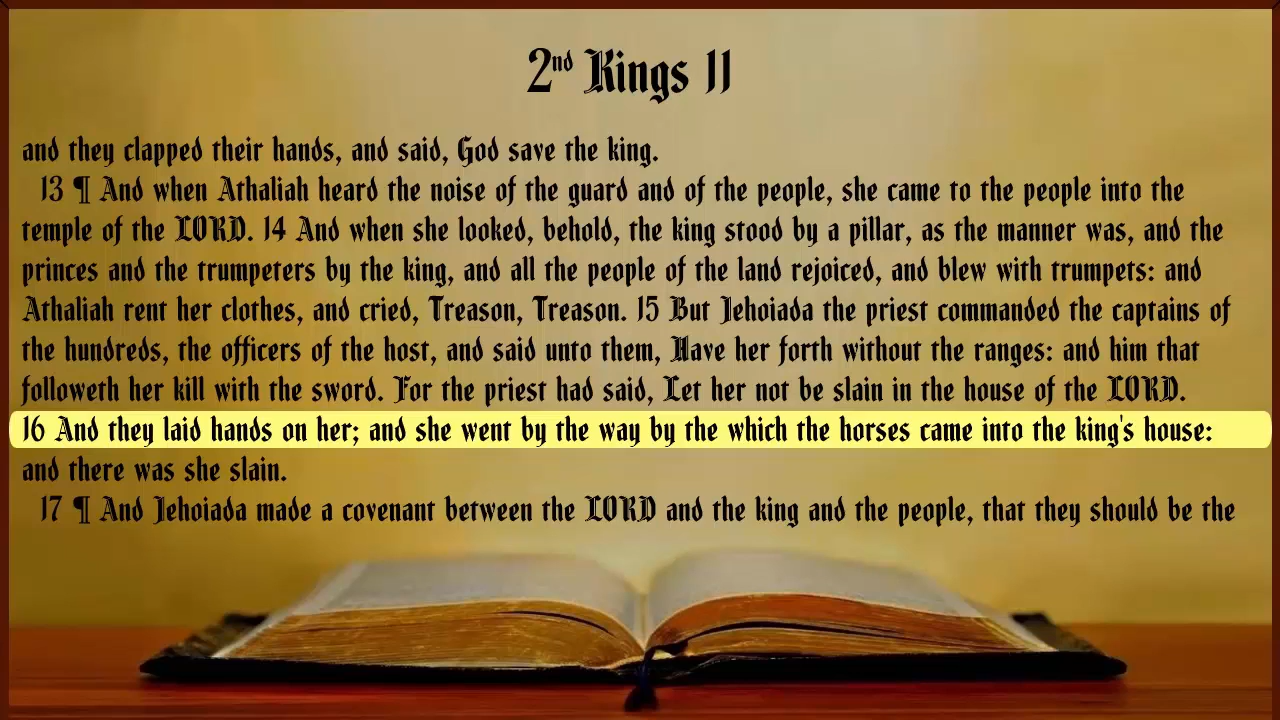 2nd Kings 11
and they clapped their hands, and said, God save the king.
13 ¶ And when Athaliah heard the noise of the guard and of the people, she came to the people into the
temple of the LORD. 14 And when she looked, behold, the king stood by a pillar, as the manner was, and the
princes and the trumpeters by the king, and all the people of the land rejoiced, and blew with trumpets: and
Athaliah rent her clothes, and cried, Treason, Treason. 15 But Jehoiada the priest commanded the captains of
the hundreds, the officers of the host, and said unto them, Have her forth without the ranges: and him that
followeth her kill with the sword. For the priest had said, Let her not be slain in the house of the LORD.
16 And they laid hands on her; and she went by the way by the which the horses came into the king's house:
and there was she slain.
17 ¶ And Jehoiada made a covenant between the LORD and the king and the people, that they should be the